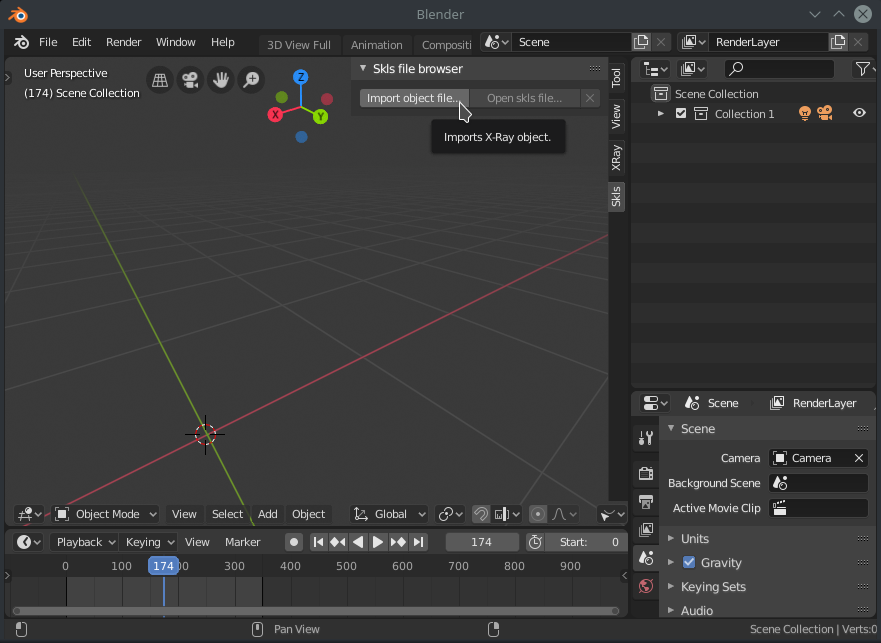 Blender
File Edit Render Window Help 3D View Full Animation Compositi Scene RenderLayer
User Perspective
(174) Scene Collection
Z
X
Y
Skls file browser
Import object file... Open skls file...
Imports X-Ray object.
Tool
View
XRay
Skls
Scene Collection
Collection 1
Object Mode View Select Add Object Global
Playback Keying View Marker 174 Start: 0
0 100 174 00 300 400 500 600 700 800 900
Scene RenderLayer
Scene
Camera Camera
Background Scene
Active Movie Clip
Units
Gravity
Keying Sets
Audio
Pan View
Scene Collection | Verts:0